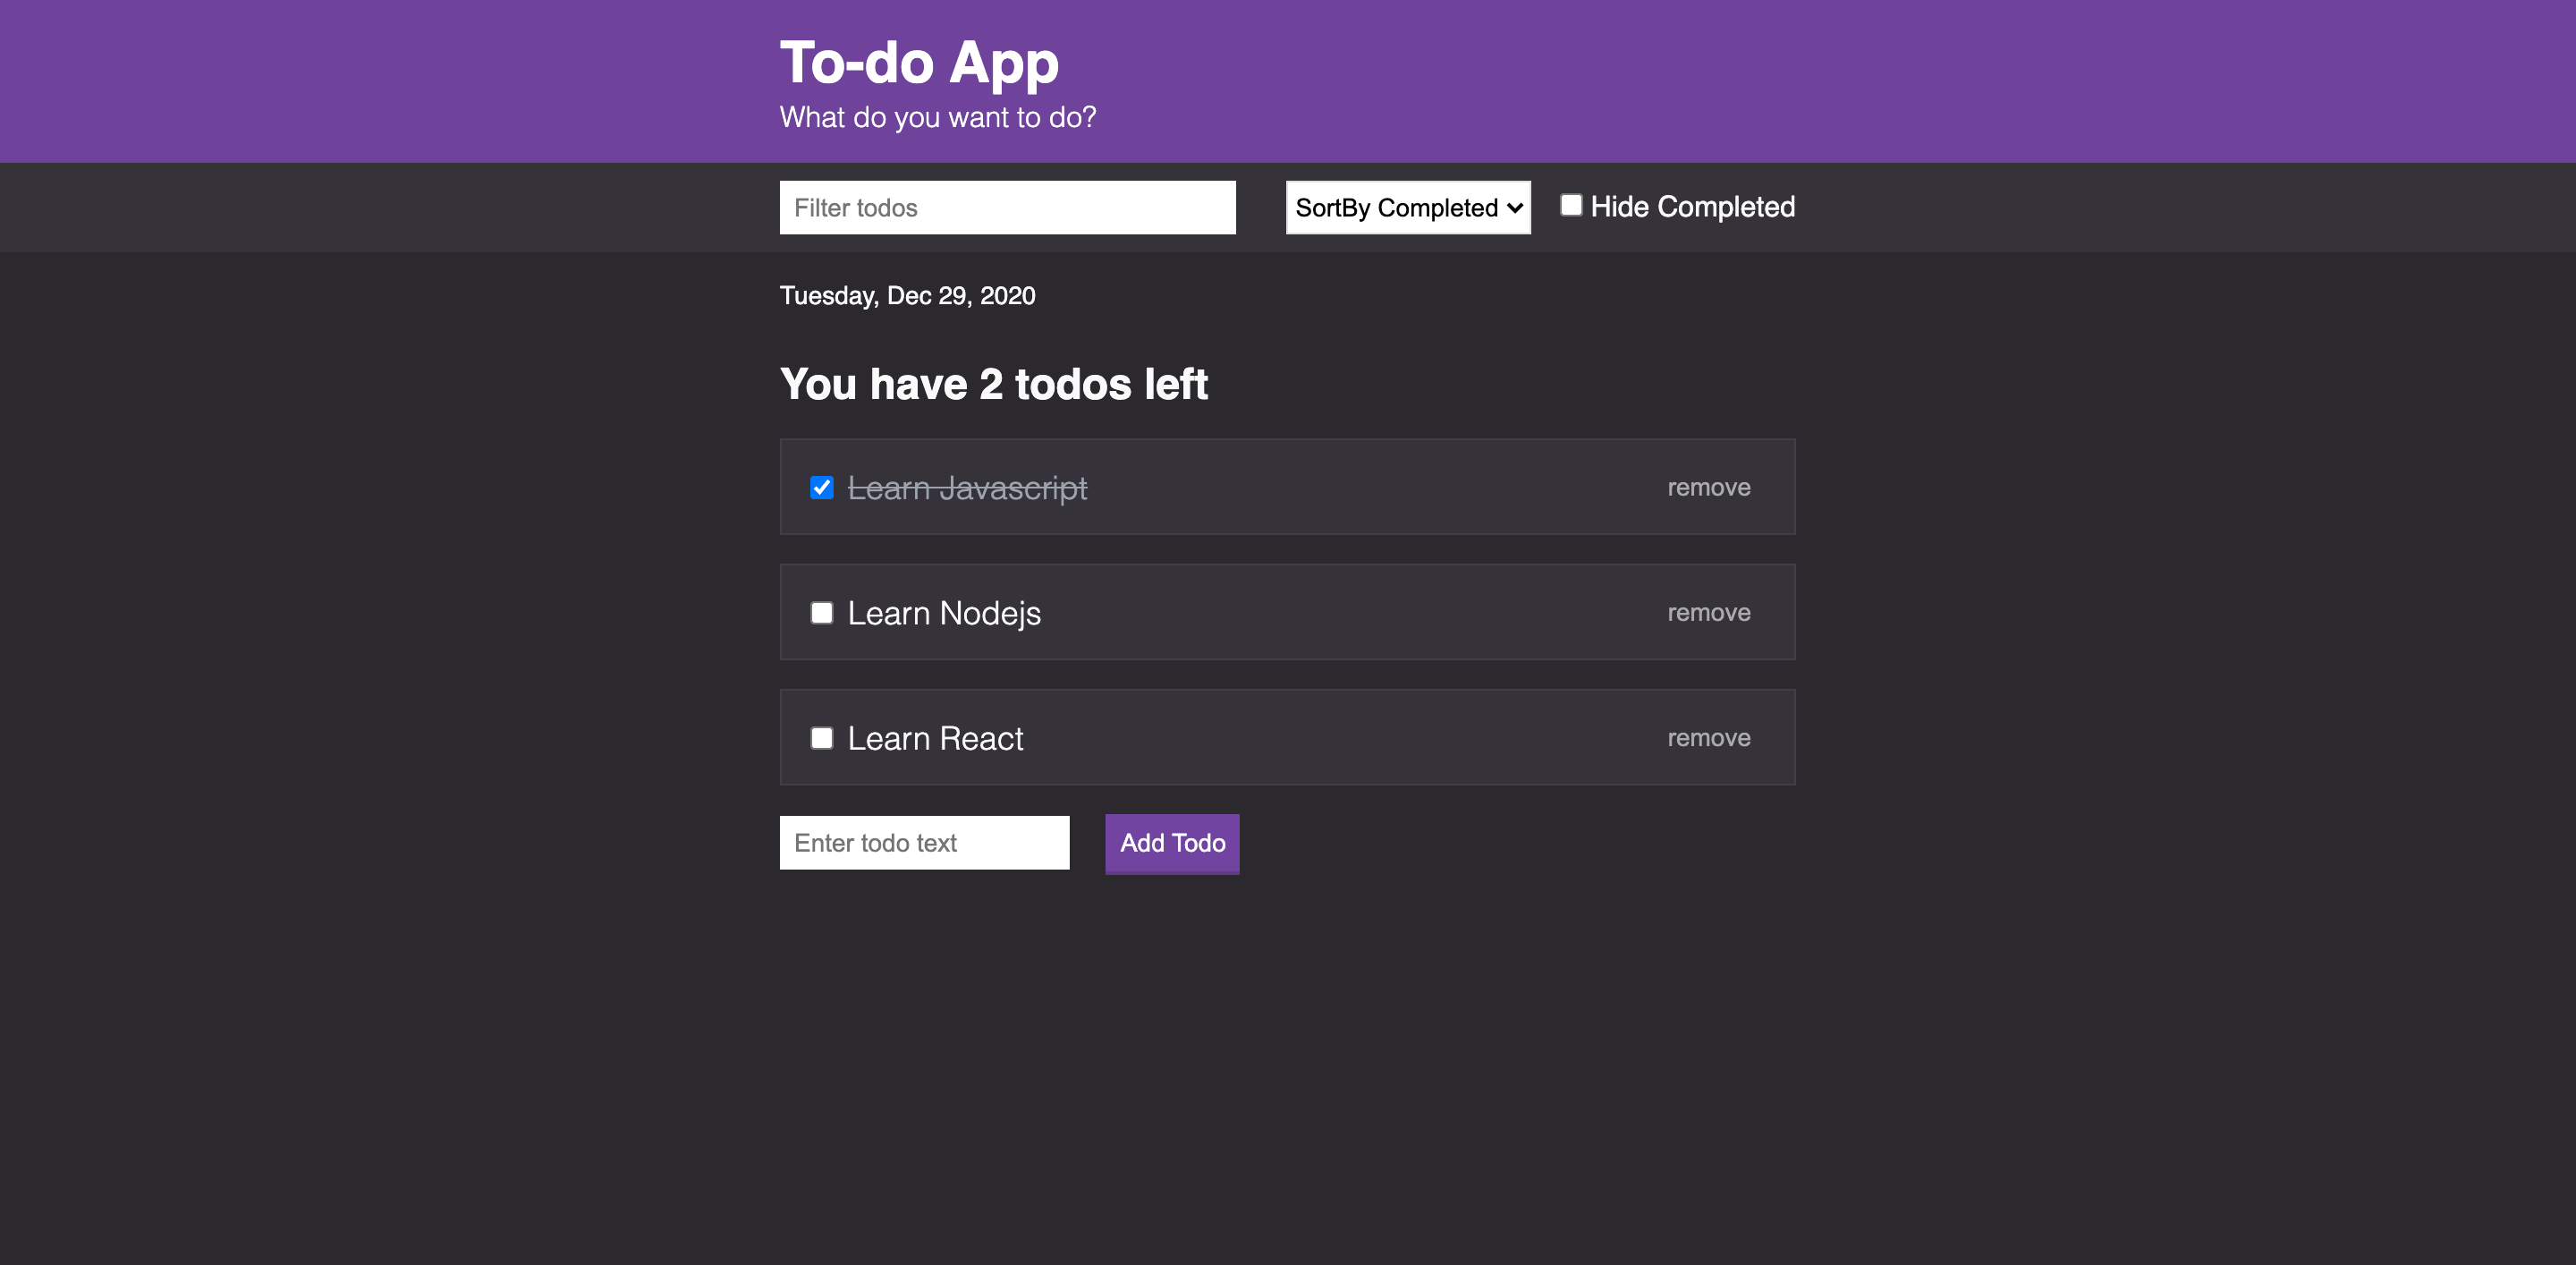 To-do App
What do you want to do?
Filter todos
SortBy Completed
Hide Completed
Tuesday, Dec 29, 2020
You have 2 todos left
Learn Javascript
remove
Learn Nodejs
remove
Learn React
remove
Enter todo text
Add Todo